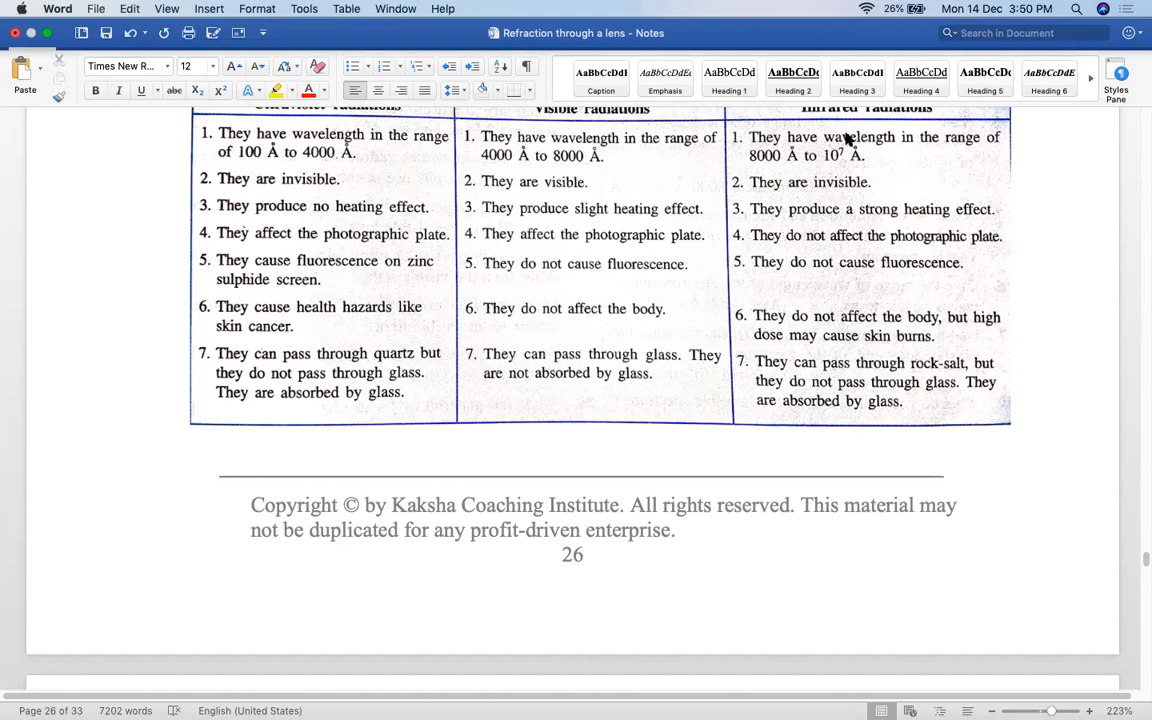 Word File Edit View Insert Format Tools Table Window Help 26% Mon 14 Dec 3:50 PM
Refraction through a lens - Notes
Search in Document
Paste
Times New R... 12
AaBbCcDdI AaBbCcDdEe AaBbCcDd AaBbCcDc AaBbCcDdI AaBbCcDd AaBbCcDd AaBbCcDdE
Caption Emphasis Heading 1 Heading 2 Heading 3 Heading 4 Heading 5 Heading 6
Styles
Pane
Ultraviolet radiations Visible radiations Infrared radiations
1. They have wavelength in the range
of 100 Å to 4000 Å.
2. They are invisible.
3. They produce no heating effect.
4. They affect the photographic plate.
5. They cause fluorescence on zinc
sulphide screen.
6. They cause health hazards like
skin cancer.
7. They can pass through quartz but
they do not pass through glass.
They are absorbed by glass.
1. They have wavelength in the range of
4000 Å to 8000 Å.
2. They are visible.
3. They produce slight heating effect.
4. They affect the photographic plate.
5. They do not cause fluorescence.
6. They do not affect the body.
7. They can pass through glass. They
are not absorbed by glass.
1. They have wavelength in the range of
8000 Å to 10⁷ Å.
2. They are invisible.
3. They produce a strong heating effect.
4. They do not affect the photographic plate.
5. They do not cause fluorescence.
6. They do not affect the body, but high
dose may cause skin burns.
7. They can pass through rock-salt, but
they do not pass through glass. They
are absorbed by glass.
Copyright © by Kaksha Coaching Institute. All rights reserved. This material may
not be duplicated for any profit-driven enterprise.
26
Page 26 of 33 7202 words English (United States) 223%